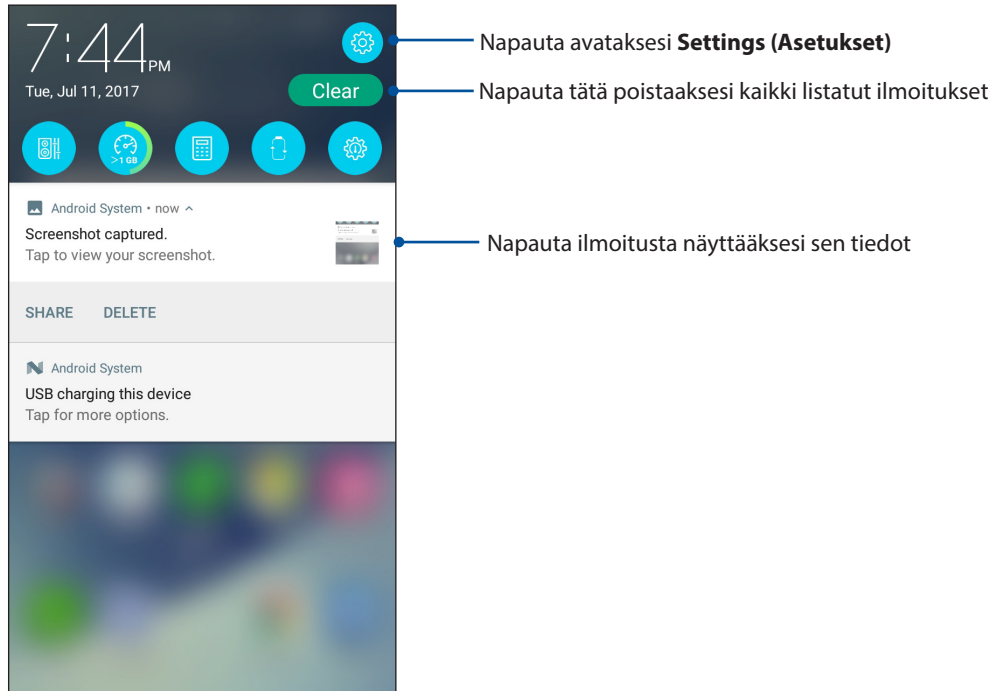 7:44 PM
Napauta avataksesi Settings (Asetukset)
Tue, Jul 11, 2017
Clear
Napauta tätä poistaaksesi kaikki listatut ilmoitukset
>1 GB
Android System • now
Screenshot captured.
Tap to view your screenshot.
Napauta ilmoitusta näyttääksesi sen tiedot
SHARE DELETE
Android System
USB charging this device
Tap for more options.